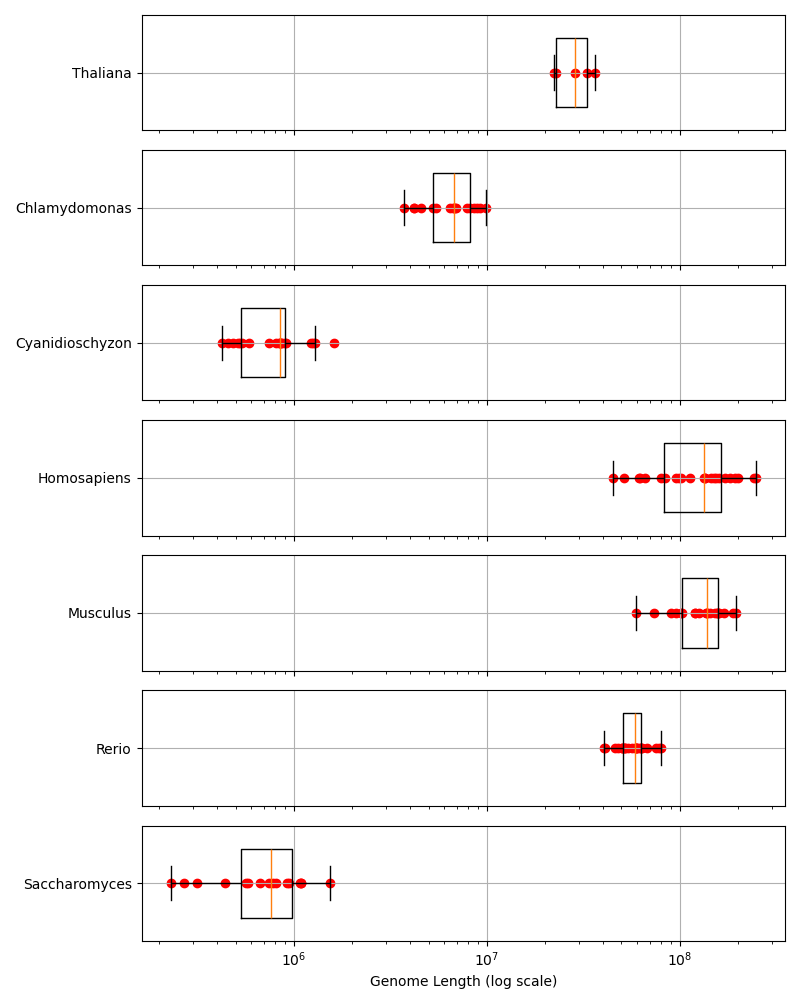 Thaliana
Chlamydomonas
Cyanidioschyzon
Homosapiens
Musculus
Rerio
Saccharomyces
10⁶ 10⁷ 10⁸
Genome Length (log scale)